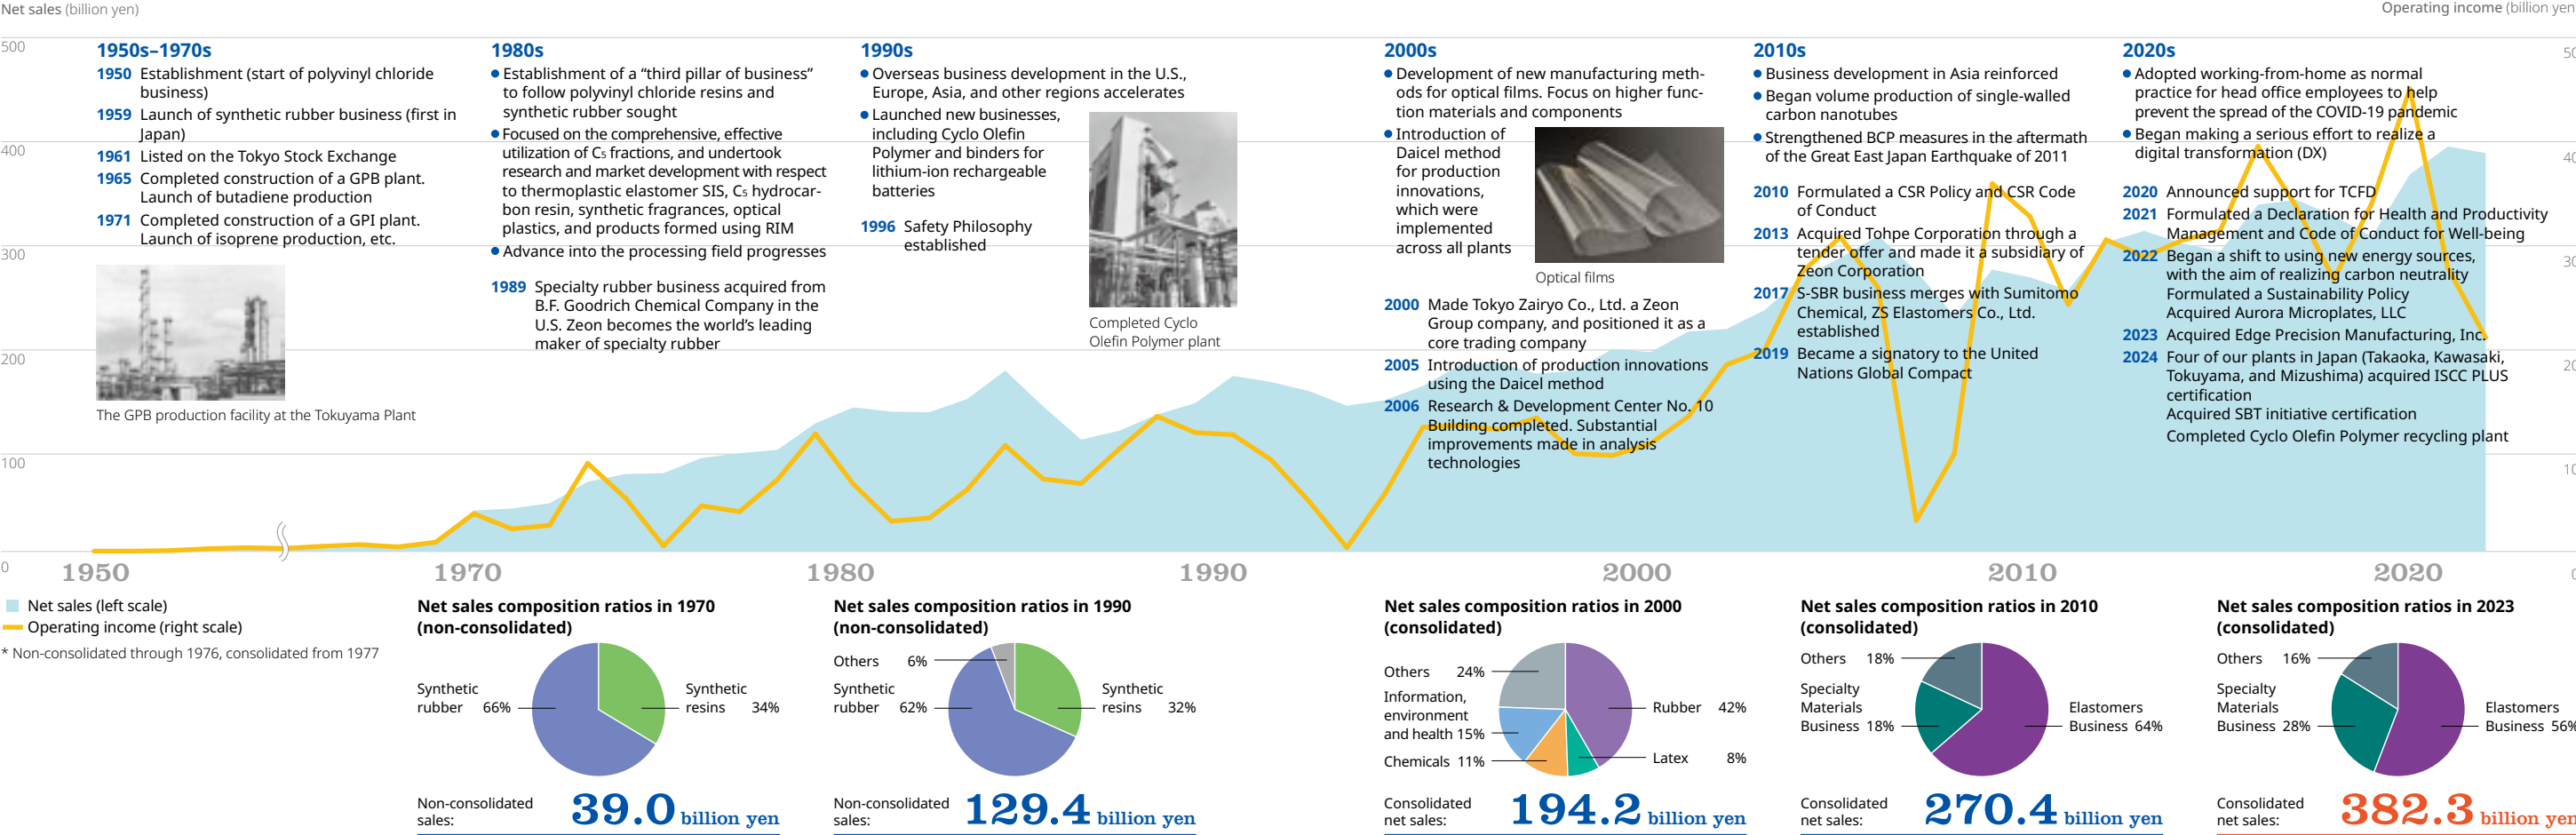 Net sales (billion yen)
Operating income (billion yen
500
400
300
200
100
0
50
40
30
20
10
0
1950s–1970s
1950 Establishment (start of polyvinyl chloride
business)
1959 Launch of synthetic rubber business (first in
Japan)
1961 Listed on the Tokyo Stock Exchange
1965 Completed construction of a GPB plant.
Launch of butadiene production
1971 Completed construction of a GPI plant.
Launch of isoprene production, etc.
The GPB production facility at the Tokuyama Plant
1980s
● Establishment of a “third pillar of business”
to follow polyvinyl chloride resins and
synthetic rubber sought
● Focused on the comprehensive, effective
utilization of C₅ fractions, and undertook
research and market development with respect
to thermoplastic elastomer SIS, C₅ hydrocar-
bon resin, synthetic fragrances, optical
plastics, and products formed using RIM
● Advance into the processing field progresses
1989 Specialty rubber business acquired from
B.F. Goodrich Chemical Company in the
U.S. Zeon becomes the world’s leading
maker of specialty rubber
1990s
● Overseas business development in the U.S.,
Europe, Asia, and other regions accelerates
● Launched new businesses,
including Cyclo Olefin
Polymer and binders for
lithium-ion rechargeable
batteries
1996 Safety Philosophy
established
Completed Cyclo
Olefin Polymer plant
2000s
● Development of new manufacturing meth-
ods for optical films. Focus on higher func-
tion materials and components
● Introduction of
Daicel method
for production
innovations,
which were
implemented
across all plants
Optical films
2000 Made Tokyo Zairyo Co., Ltd. a Zeon
Group company, and positioned it as a
core trading company
2005 Introduction of production innovations
using the Daicel method
2006 Research & Development Center No. 10
Building completed. Substantial
improvements made in analysis
technologies
2010s
● Business development in Asia reinforced
● Began volume production of single-walled
carbon nanotubes
● Strengthened BCP measures in the aftermath
of the Great East Japan Earthquake of 2011
2010 Formulated a CSR Policy and CSR Code
of Conduct
2013 Acquired Tohpe Corporation through a
tender offer and made it a subsidiary of
Zeon Corporation
2017 S-SBR business merges with Sumitomo
Chemical, ZS Elastomers Co., Ltd.
established
2019 Became a signatory to the United
Nations Global Compact
2020s
● Adopted working-from-home as normal
practice for head office employees to help
prevent the spread of the COVID-19 pandemic
● Began making a serious effort to realize a
digital transformation (DX)
2020 Announced support for TCFD
2021 Formulated a Declaration for Health and Productivity
Management and Code of Conduct for Well-being
2022 Began a shift to using new energy sources,
with the aim of realizing carbon neutrality
Formulated a Sustainability Policy
Acquired Aurora Microplates, LLC
2023 Acquired Edge Precision Manufacturing, Inc.
2024 Four of our plants in Japan (Takaoka, Kawasaki,
Tokuyama, and Mizushima) acquired ISCC PLUS
certification
Acquired SBT initiative certification
Completed Cyclo Olefin Polymer recycling plant
1950 1970 1980 1990 2000 2010 2020
Net sales (left scale)
Operating income (right scale)
* Non-consolidated through 1976, consolidated from 1977
Net sales composition ratios in 1970
(non-consolidated)
Synthetic
rubber 66%
Synthetic
resins 34%
Non-consolidated
sales:
39.0 billion yen
Net sales composition ratios in 1990
(non-consolidated)
Others 6%
Synthetic
rubber 62%
Synthetic
resins 32%
Non-consolidated
sales:
129.4 billion yen
Net sales composition ratios in 2000
(consolidated)
Others 24%
Information,
environment
and health 15%
Chemicals 11%
Rubber 42%
Latex 8%
Consolidated
net sales:
194.2 billion yen
Net sales composition ratios in 2010
(consolidated)
Others 18%
Specialty
Materials
Business 18%
Elastomers
Business 64%
Consolidated
net sales:
270.4 billion yen
Net sales composition ratios in 2023
(consolidated)
Others 16%
Specialty
Materials
Business 28%
Elastomers
Business 56%
Consolidated
net sales:
382.3 billion yen